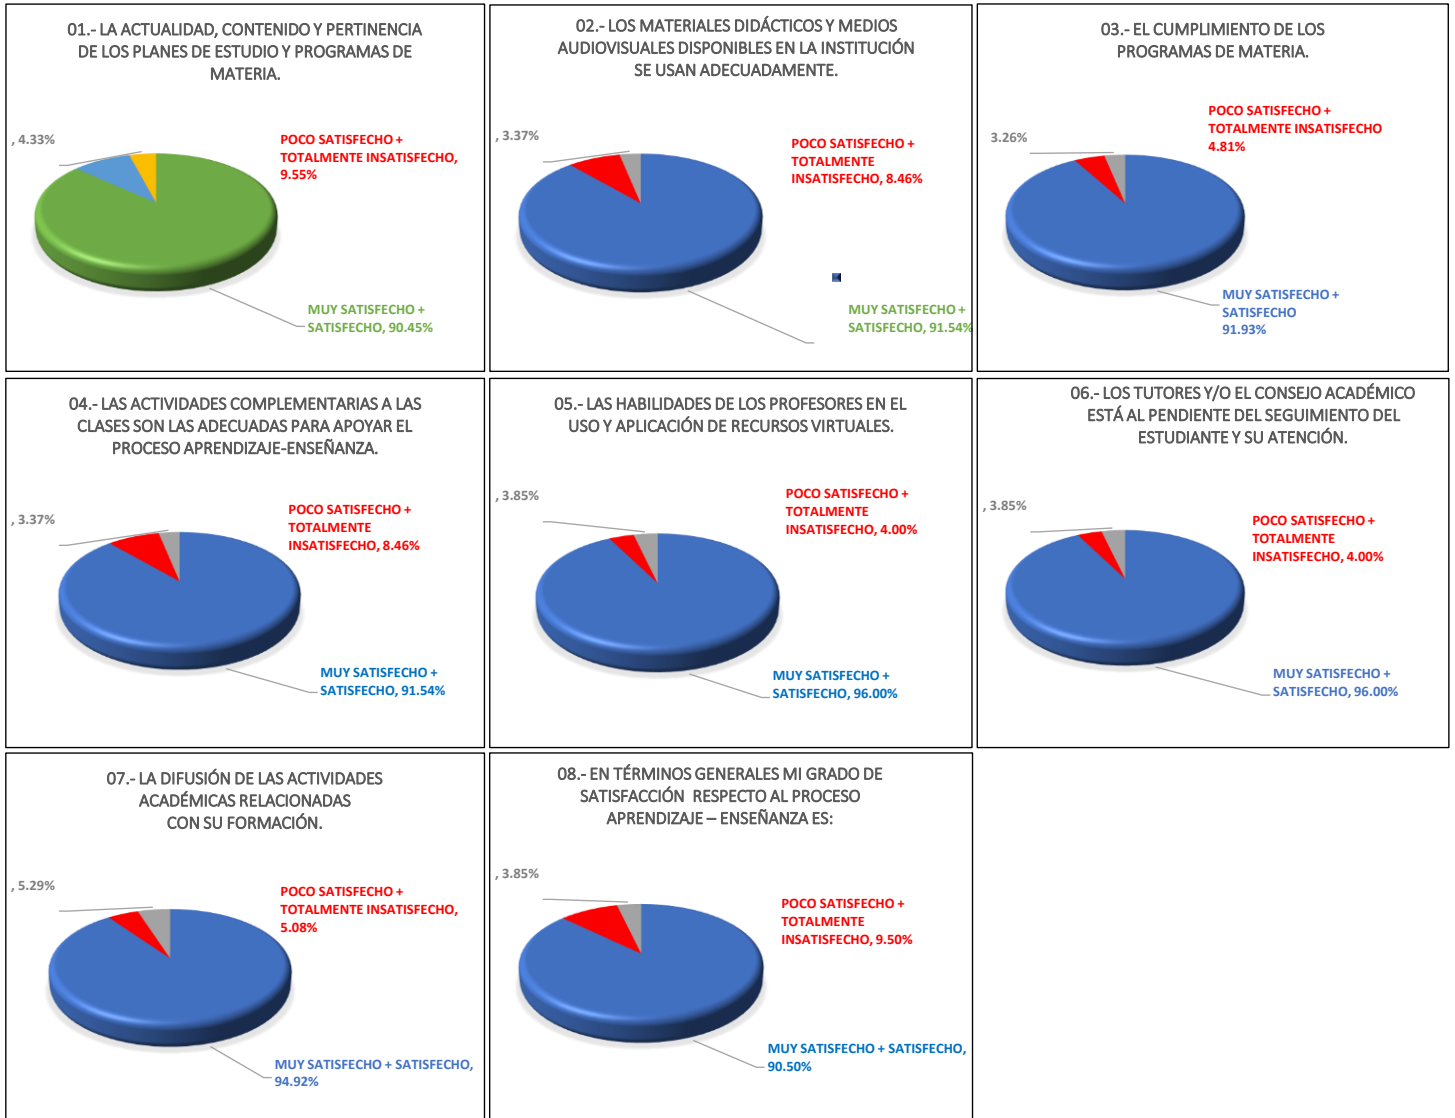 01.- LA ACTUALIDAD, CONTENIDO Y PERTINENCIA
DE LOS PLANES DE ESTUDIO Y PROGRAMAS DE
MATERIA.
, 4.33%
POCO SATISFECHO +
TOTALMENTE INSATISFECHO,
9.55%
MUY SATISFECHO +
SATISFECHO, 90.45%
02.- LOS MATERIALES DIDÁCTICOS Y MEDIOS
AUDIOVISUALES DISPONIBLES EN LA INSTITUCIÓN
SE USAN ADECUADAMENTE.
, 3.37%
POCO SATISFECHO +
TOTALMENTE
INSATISFECHO, 8.46%
MUY SATISFECHO +
SATISFECHO, 91.54%
03.- EL CUMPLIMIENTO DE LOS
PROGRAMAS DE MATERIA.
3.26%
POCO SATISFECHO +
TOTALMENTE INSATISFECHO
4.81%
MUY SATISFECHO +
SATISFECHO
91.93%
04.- LAS ACTIVIDADES COMPLEMENTARIAS A LAS
CLASES SON LAS ADECUADAS PARA APOYAR EL
PROCESO APRENDIZAJE-ENSEÑANZA.
, 3.37%
POCO SATISFECHO +
TOTALMENTE
INSATISFECHO, 8.46%
MUY SATISFECHO +
SATISFECHO, 91.54%
05.- LAS HABILIDADES DE LOS PROFESORES EN EL
USO Y APLICACIÓN DE RECURSOS VIRTUALES.
, 3.85%
POCO SATISFECHO +
TOTALMENTE
INSATISFECHO, 4.00%
MUY SATISFECHO +
SATISFECHO, 96.00%
06.- LOS TUTORES Y/O EL CONSEJO ACADÉMICO
ESTÁ AL PENDIENTE DEL SEGUIMIENTO DEL
ESTUDIANTE Y SU ATENCIÓN.
, 3.85%
POCO SATISFECHO +
TOTALMENTE
INSATISFECHO, 4.00%
MUY SATISFECHO +
SATISFECHO, 96.00%
07.- LA DIFUSIÓN DE LAS ACTIVIDADES
ACADÉMICAS RELACIONADAS
CON SU FORMACIÓN.
, 5.29%
POCO SATISFECHO +
TOTALMENTE INSATISFECHO,
5.08%
MUY SATISFECHO + SATISFECHO,
94.92%
08.- EN TÉRMINOS GENERALES MI GRADO DE
SATISFACCIÓN  RESPECTO AL PROCESO
APRENDIZAJE – ENSEÑANZA ES:
, 3.85%
POCO SATISFECHO +
TOTALMENTE
INSATISFECHO, 9.50%
MUY SATISFECHO + SATISFECHO,
90.50%